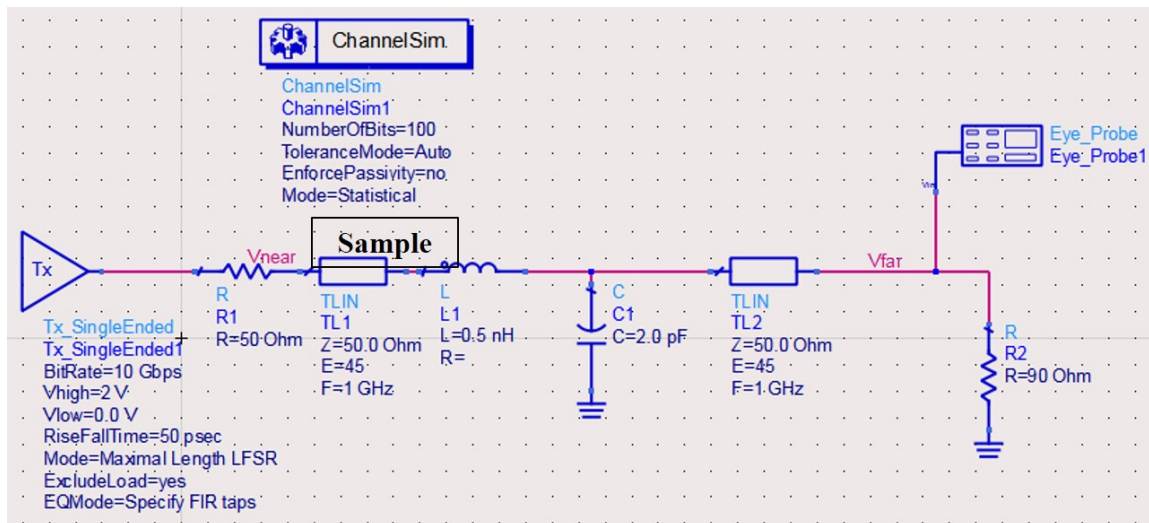 ChannelSim
ChannelSim
ChannelSim1
NumberOfBits=100
ToleranceMode=Auto
EnforcePassivity=no
Mode=Statistical
Eye_Probe
Eye_Probe1
Sample
Tx
Vnear
Vfar
Tx_SingleEnded
Tx_SingleEnded1
BitRate=10 Gbps
Vhigh=2 V
Vlow=0.0 V
RiseFallTime=50 psec
Mode=Maximal Length LFSR
ExcludeLoad=yes
EQMode=Specify FIR taps
R
R1
R=50 Ohm
TLIN
TL1
Z=50.0 Ohm
E=45
F=1 GHz
L
L1
L=0.5 nH
R=
C
C1
C=2.0 pF
TLIN
TL2
Z=50.0 Ohm
E=45
F=1 GHz
R
R2
R=90 Ohm